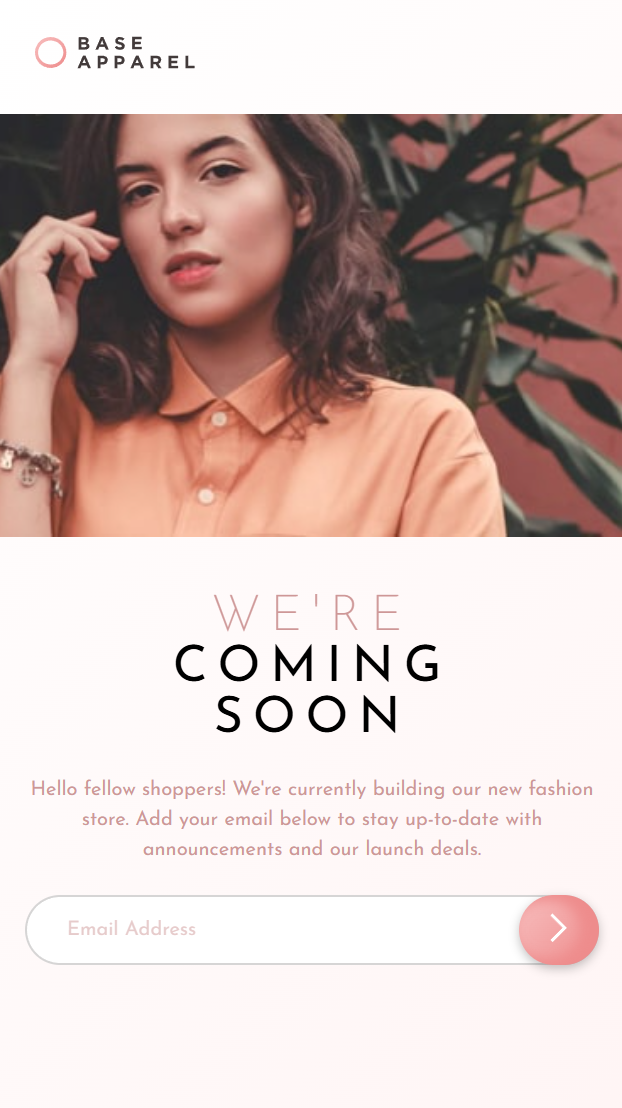 BASE
APPAREL
WE'RE
COMING
SOON
Hello fellow shoppers! We're currently building our new fashion
store. Add your email below to stay up-to-date with
announcements and our launch deals.
Email Address